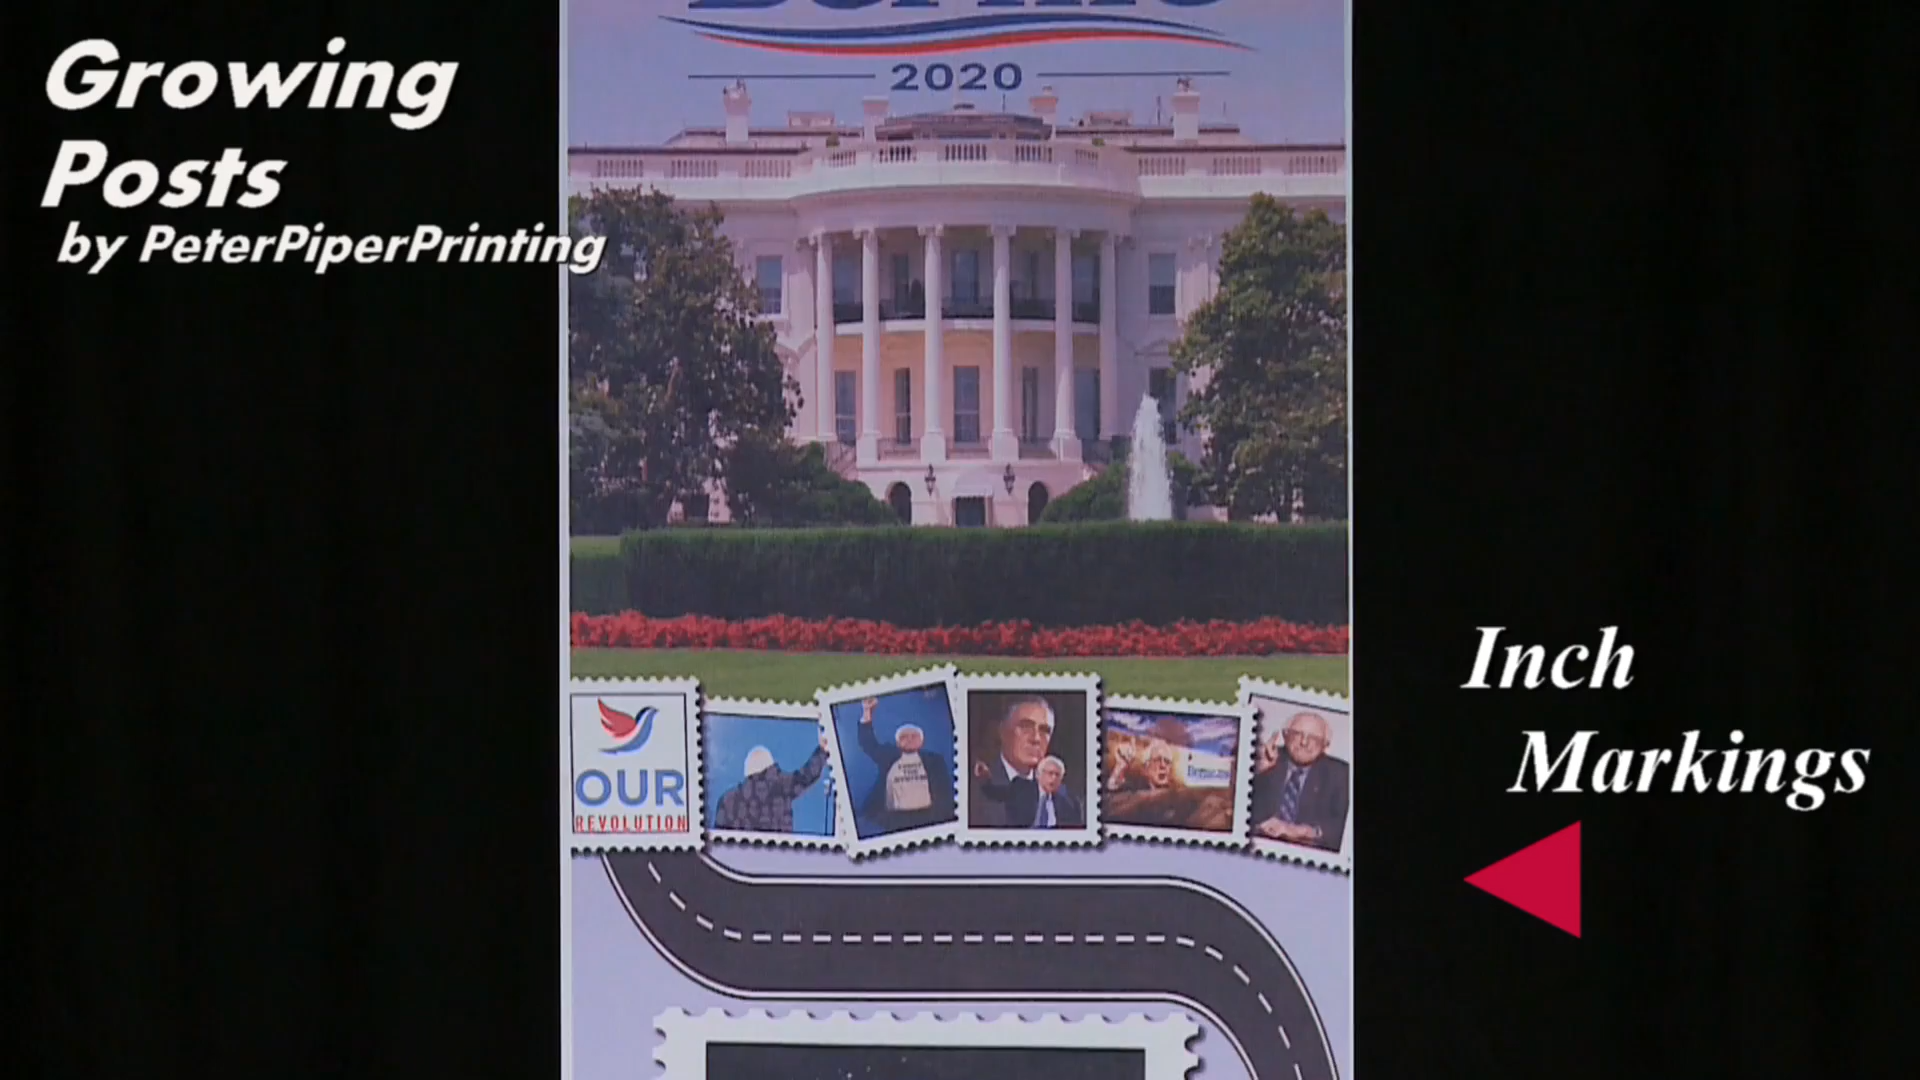 Growing
Posts
by PeterPiperPrinting
2020
OUR
REVOLUTION
Inch
Markings